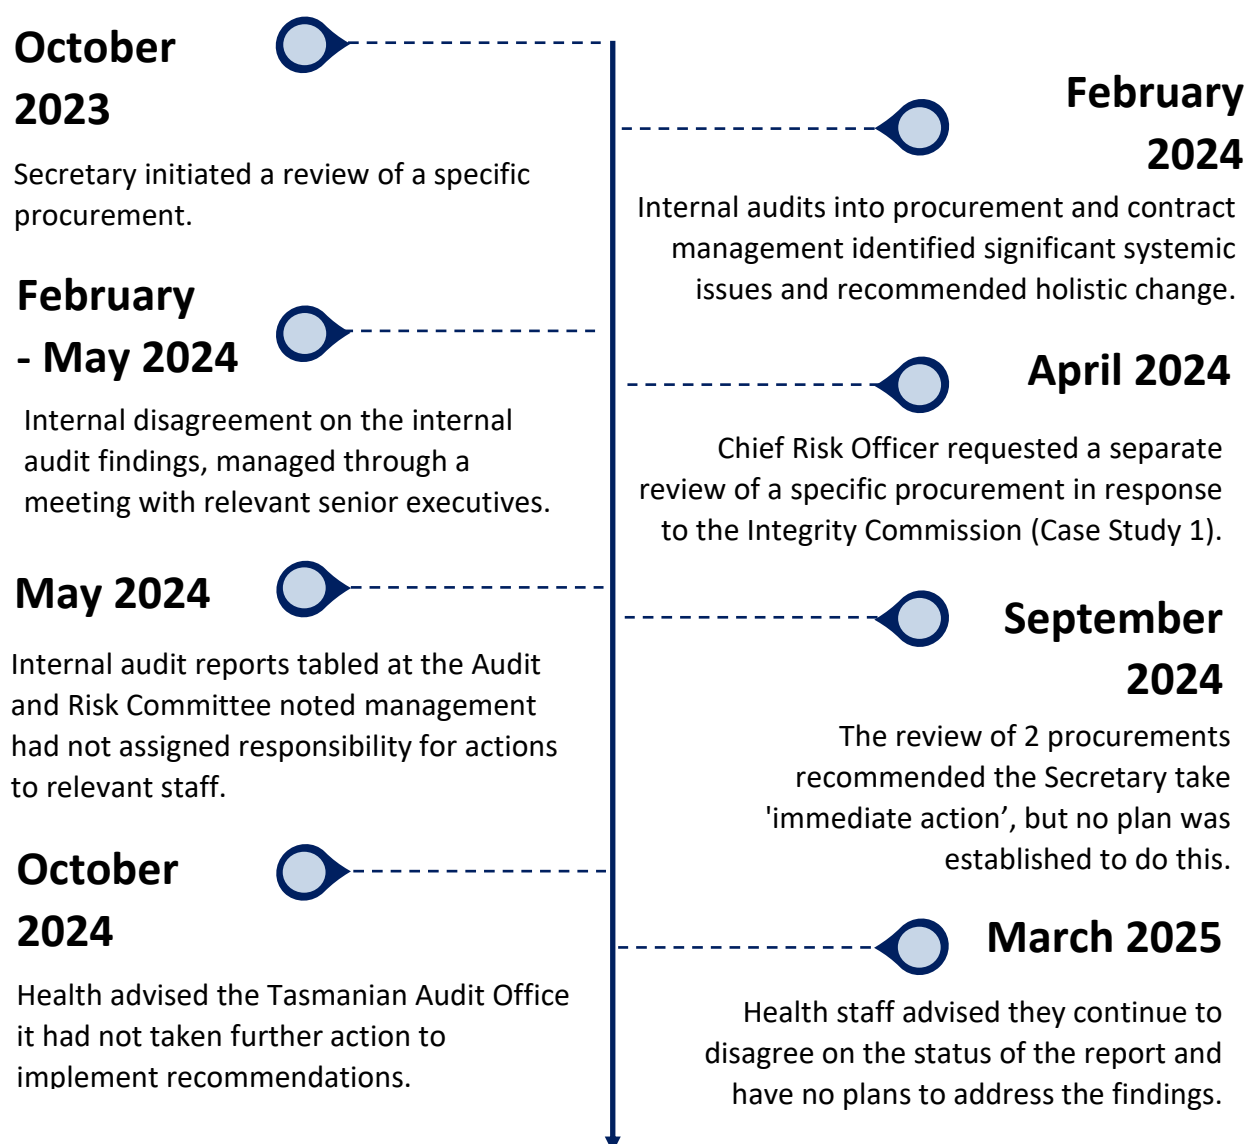 October
2023
Secretary initiated a review of a specific
procurement.
February
2024
Internal audits into procurement and contract
management identified significant systemic
issues and recommended holistic change.
February
- May 2024
Internal disagreement on the internal
audit findings, managed through a
meeting with relevant senior executives.
April 2024
Chief Risk Officer requested a separate
review of a specific procurement in response
to the Integrity Commission (Case Study 1).
May 2024
Internal audit reports tabled at the Audit
and Risk Committee noted management
had not assigned responsibility for actions
to relevant staff.
September
2024
The review of 2 procurements
recommended the Secretary take
'immediate action’, but no plan was
established to do this.
October
2024
Health advised the Tasmanian Audit Office
it had not taken further action to
implement recommendations.
March 2025
Health staff advised they continue to
disagree on the status of the report and
have no plans to address the findings.